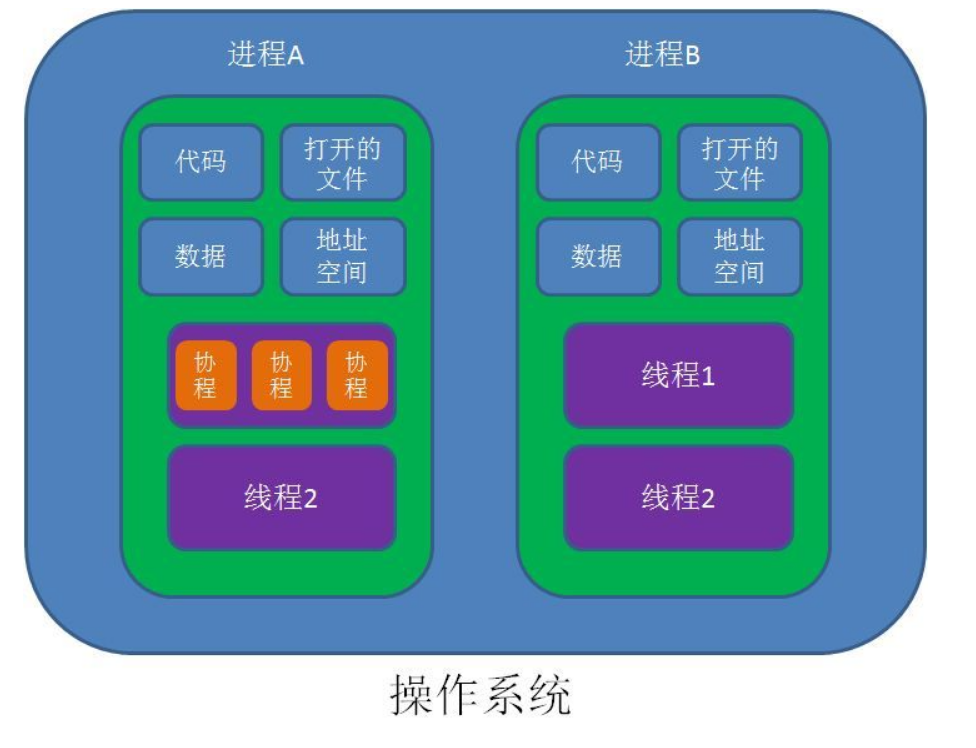 进程A
进程B
代码
打开的
文件
数据
地址
空间
协
程
协
程
协
程
线程2
代码
打开的
文件
数据
地址
空间
线程1
线程2
操作系统